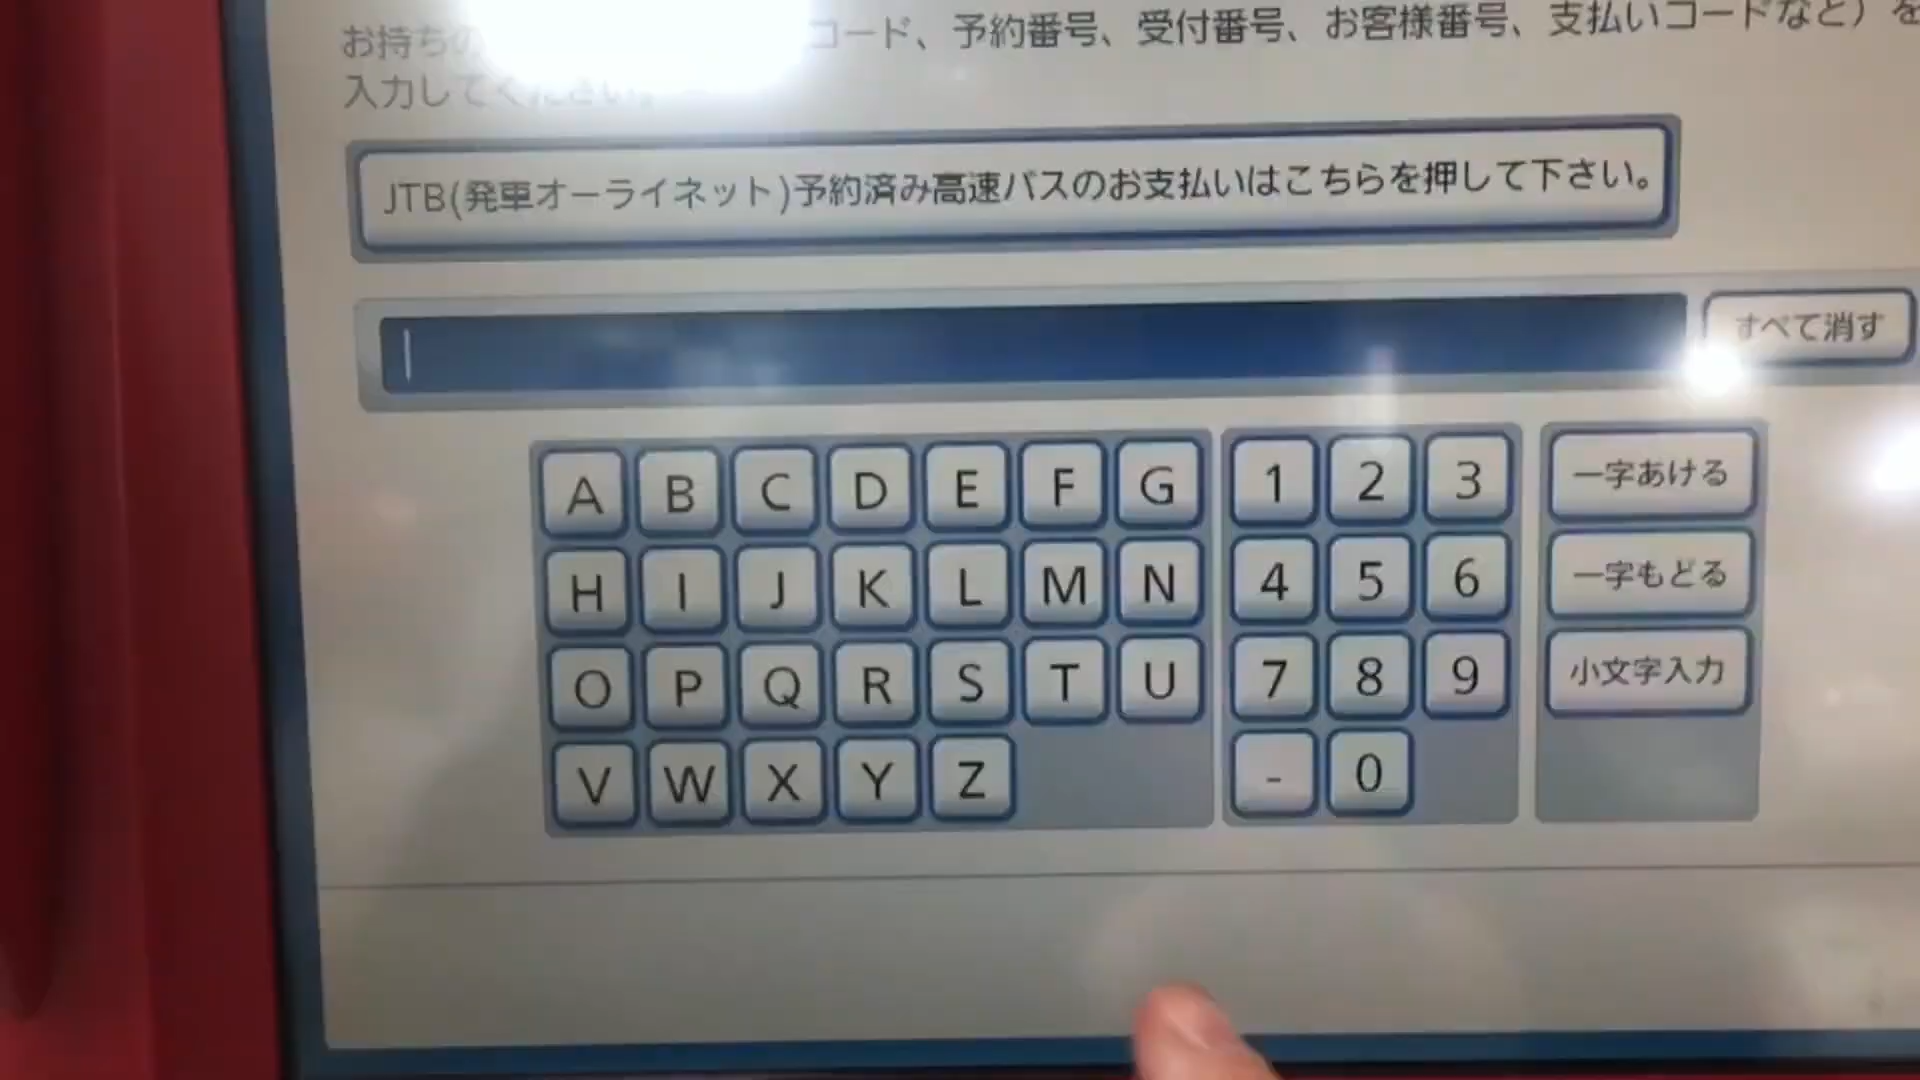 お持ちの コード、予約番号、受付番号、お客様番号、支払いコードなど）を
入力してください。
JTB(発車オーライネット)予約済み高速バスのお支払いはこちらを押して下さい。
すべて消す
A B C D E F G 1 2 3 一字あける
H I J K L M N 4 5 6 一字もどる
O P Q R S T U 7 8 9 小文字入力
V W X Y Z - 0